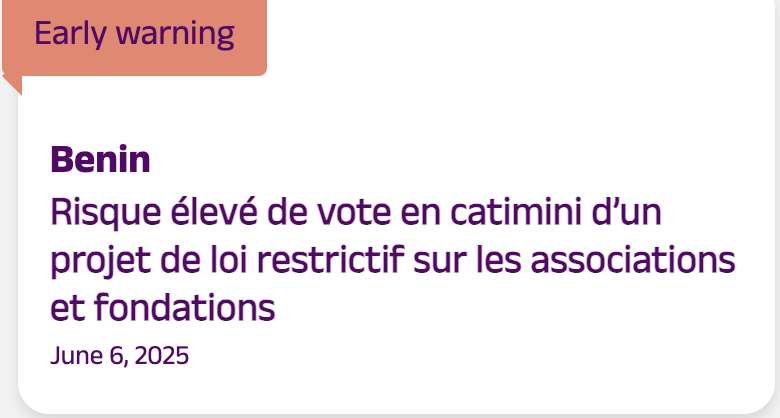 Early warning
Benin
Risque élevé de vote en catimini d’un
projet de loi restrictif sur les associations
et fondations
June 6, 2025